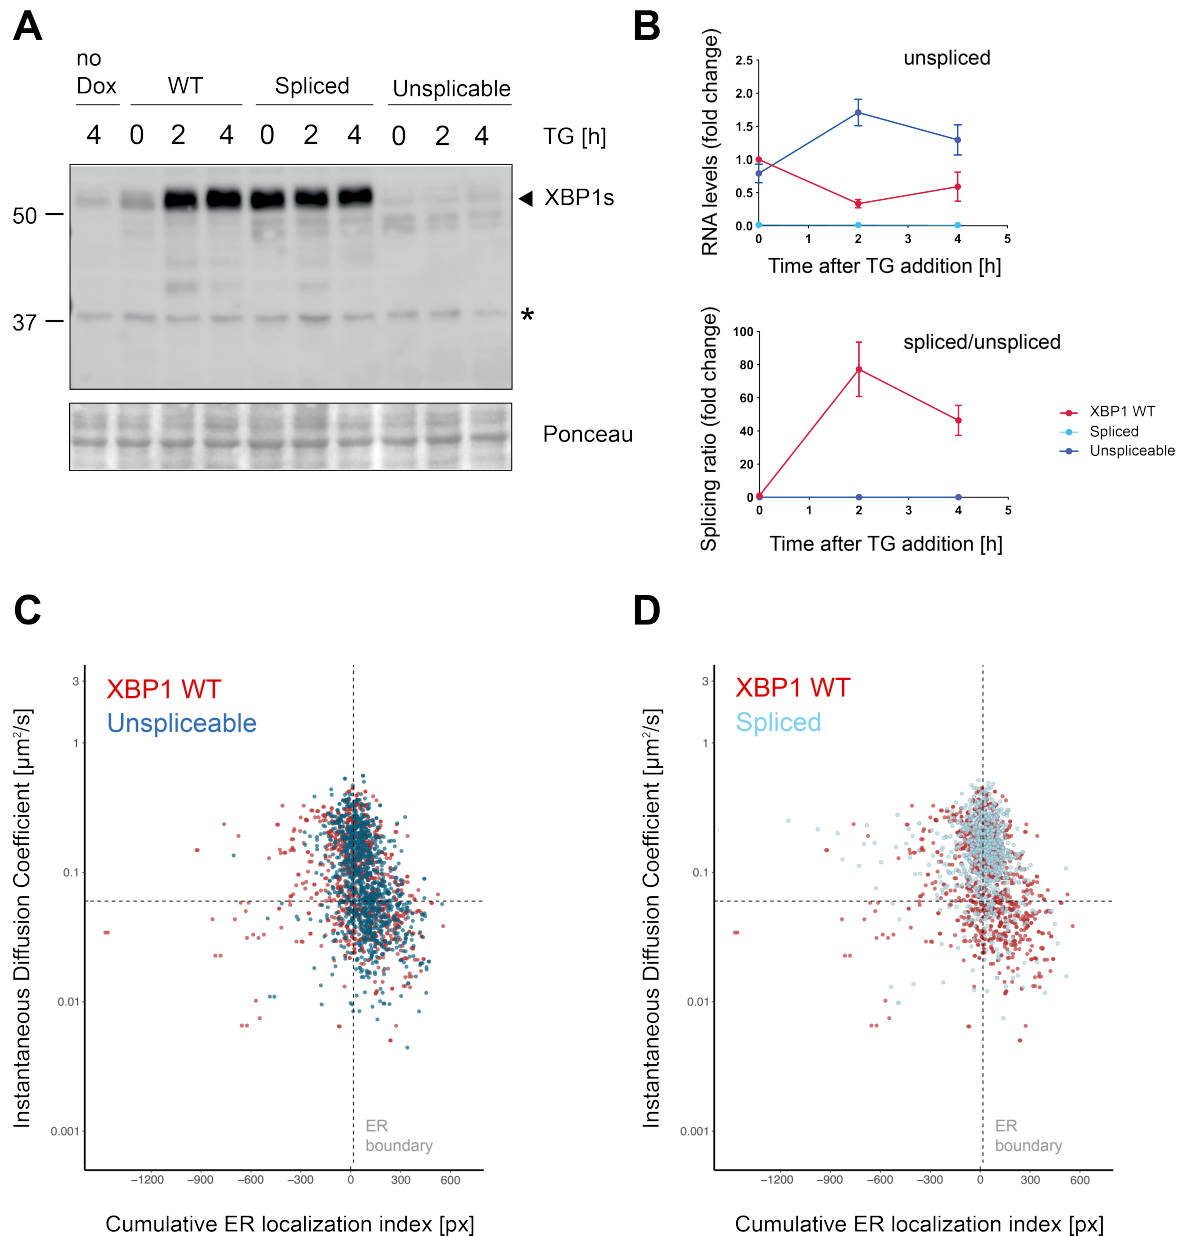 A
no
Dox
WT
Spliced
Unsplicable
4
0
2
4
0
2
4
0
2
4
TG [h]
50
XBP1s
37
*
Ponceau
B
unspliced
RNA levels (fold change)
2.5
2.0
1.5
1.0
0.5
0.0
0
1
2
3
4
5
Time after TG addition [h]
spliced/unspliced
Splicing ratio (fold change)
100
80
60
40
20
0
0
1
2
3
4
5
Time after TG addition [h]
XBP1 WT
Spliced
Unspliceable
C
XBP1 WT
Unspliceable
Instantaneous Diffusion Coefficient [µm²/s]
3
1
0.1
0.01
0.001
ER
boundary
−1200
−900
−600
−300
0
300
600
Cumulative ER localization index [px]
D
XBP1 WT
Spliced
Instantaneous Diffusion Coefficient [µm²/s]
3
1
0.1
0.01
0.001
ER
boundary
−1200
−900
−600
−300
0
300
600
Cumulative ER localization index [px]